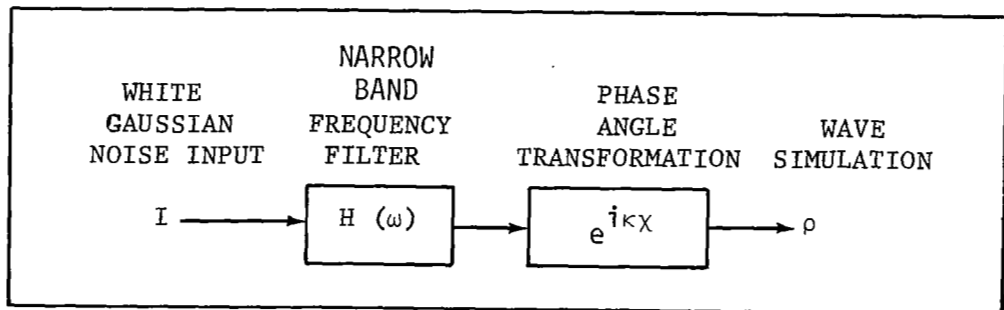 WHITE
GAUSSIAN
NOISE INPUT
NARROW
BAND
FREQUENCY
FILTER
PHASE
ANGLE
TRANSFORMATION
WAVE
SIMULATION
I
H (ω)
e^{iκχ}
ρ